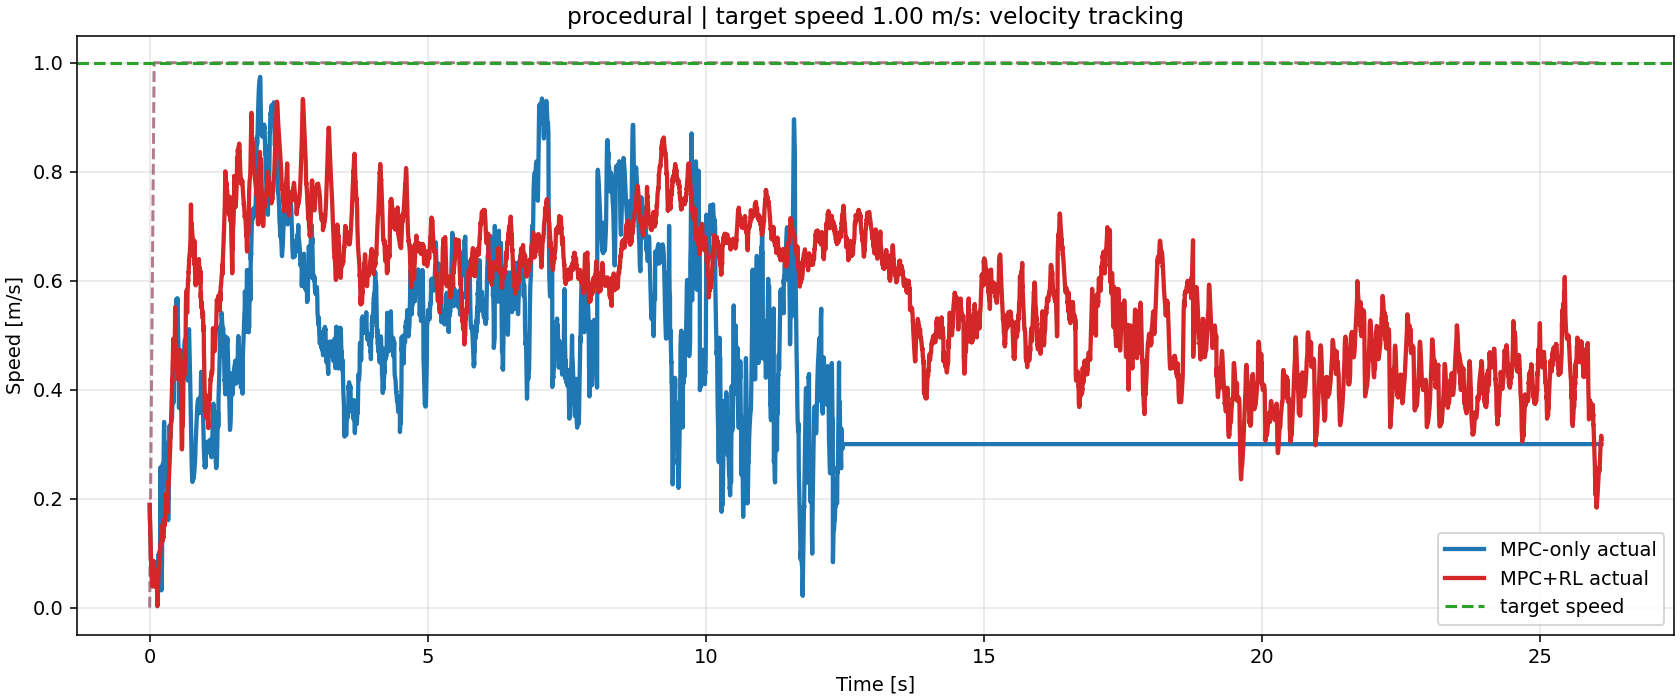 procedural | target speed 1.00 m/s: velocity tracking
Speed [m/s]
1.0
0.8
0.6
0.4
0.2
0.0
0
5
10
15
20
25
Time [s]
MPC-only actual
MPC+RL actual
target speed